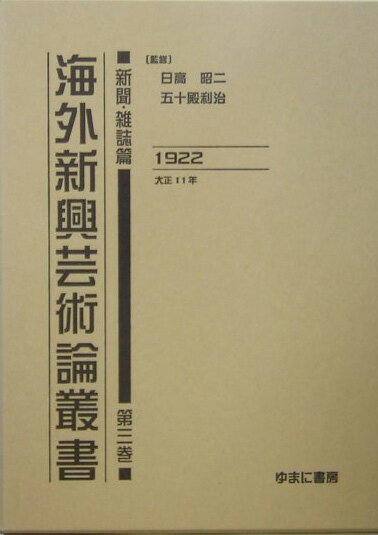 海外新興芸術論叢書
新聞・雑誌篇
第三巻
〔監修〕
日高 昭二
五十殿利治
1922
大正11年
ゆまに書房